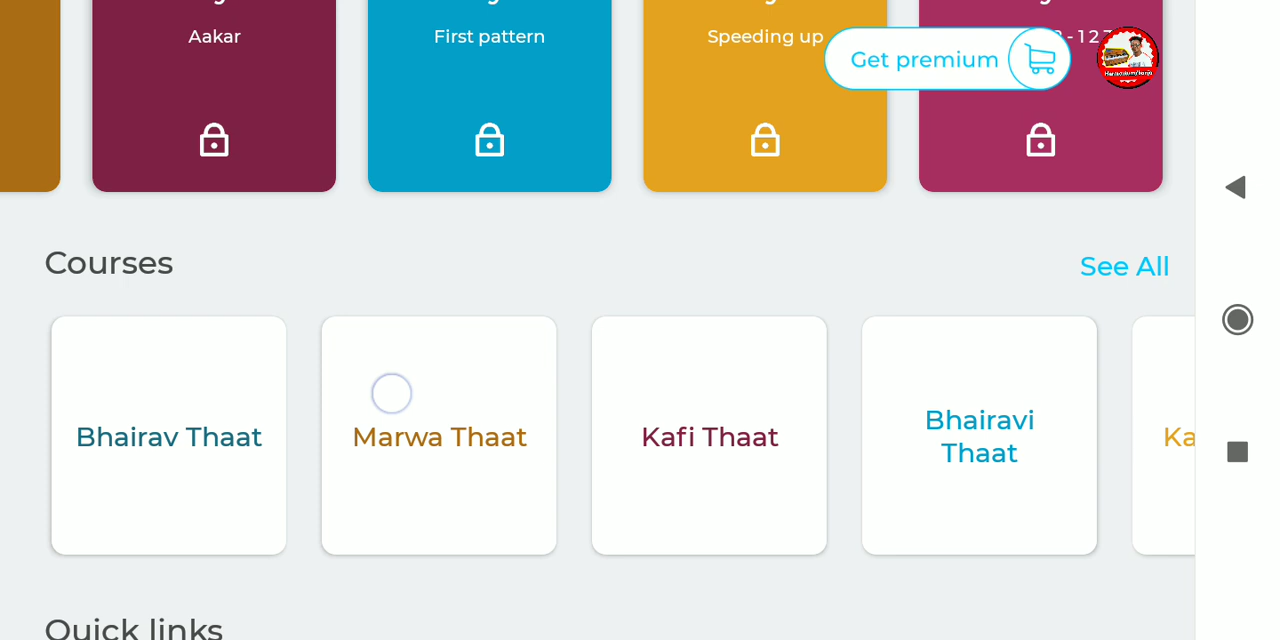 Aakar
First pattern
Speeding up
Get premium
Courses
See All
Bhairav Thaat
Marwa Thaat
Kafi Thaat
Bhairavi
Thaat
Quick links